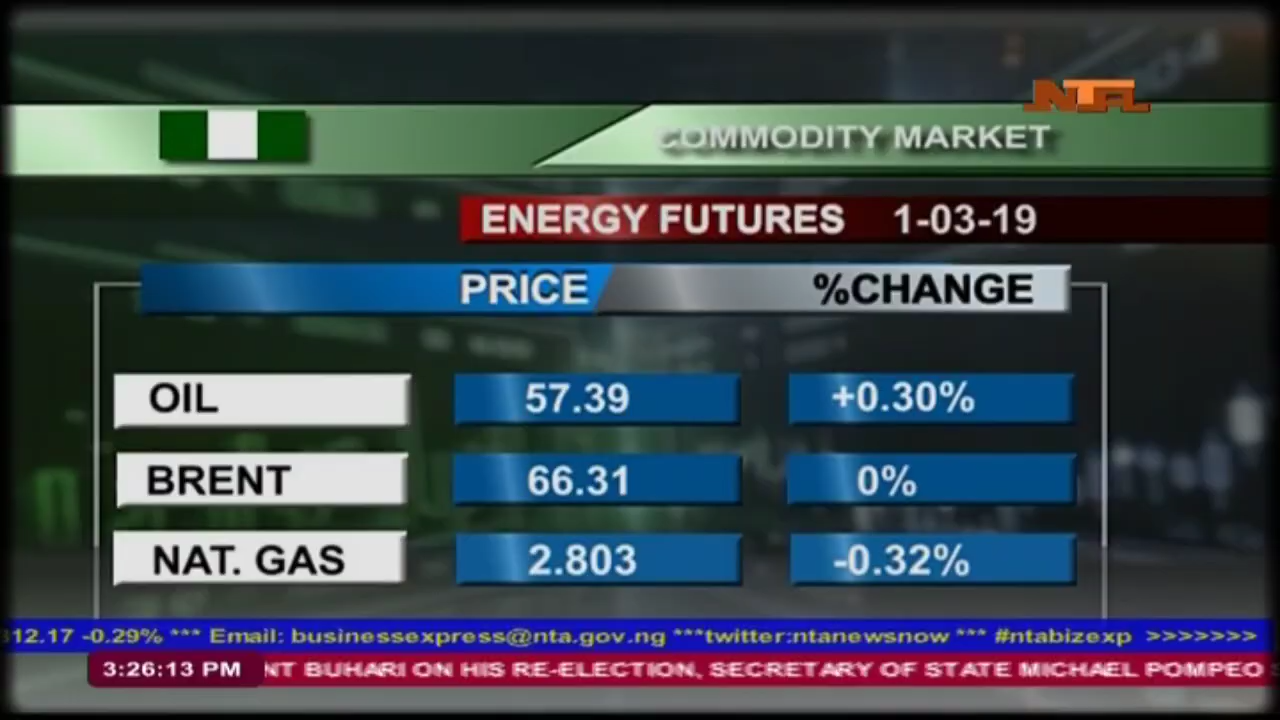 NTA
COMMODITY MARKET
ENERGY FUTURES 1-03-19
PRICE %CHANGE
OIL 57.39 +0.30%
BRENT 66.31 0%
NAT. GAS 2.803 -0.32%
312.17 -0.29% *** Email: businessexpress@nta.gov.ng ***twitter:ntanewsnow *** #ntabizexp >>>>>>>
3:26:13 PM NT BUHARI ON HIS RE-ELECTION, SECRETARY OF STATE MICHAEL POMPEO